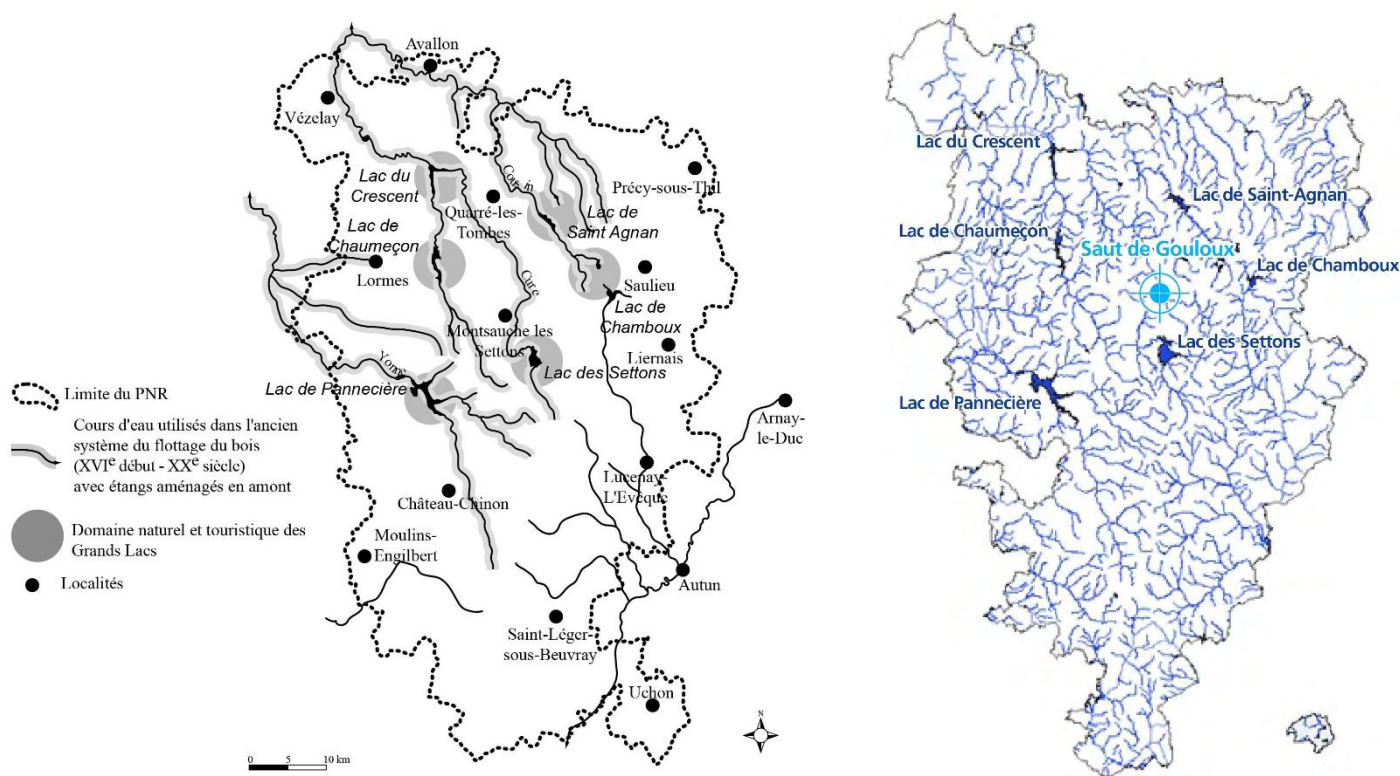 Avallon
Vézelay
Précy-sous-Thil
Lac du
Crescent
Cousin
Quarré-les-
Tombes
Lac de
Saint Agnan
Lac de
Chaumeçon
Lormes
Cure
Saulieu
Lac de
Chamboux
Montsauche les
Settons
Liernais
Yonne
Lac de Pannecière
Lac des Settons
Arnay-
le-Duc
Lucenay-
L'Evêque
Château-Chinon
Moulins-
Engilbert
Autun
Saint-Léger-
sous-Beuvray
Uchon
Limite du PNR
Cours d'eau utilisés dans l'ancien
système du flottage du bois
(XVIe début - XXe siècle)
avec étangs aménagés en amont
Domaine naturel et touristique des
Grands Lacs
Localités
0 5 10 km
N
Lac du Crescent
Lac de Saint-Agnan
Lac de Chaumeçon
Saut de Gouloux
Lac de Chamboux
Lac des Settons
Lac de Pannecière